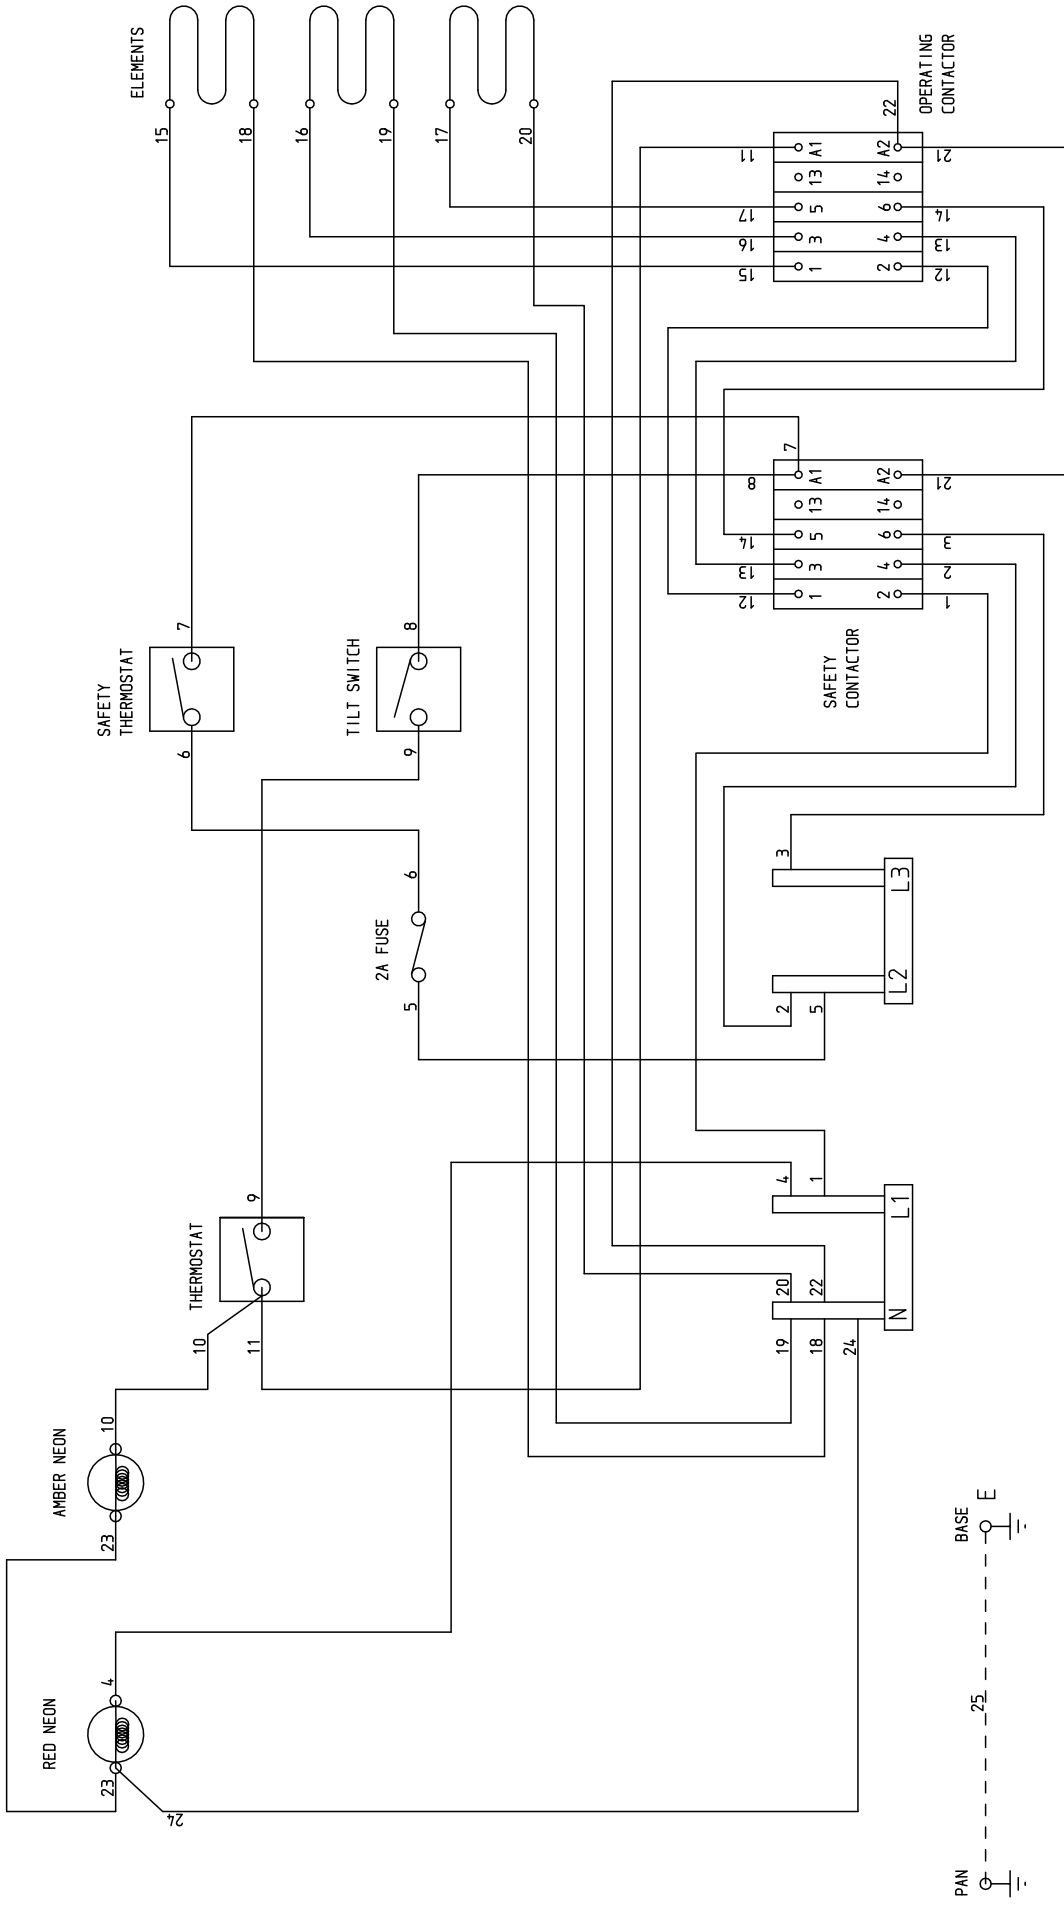 ELEMENTS
15
18
16
19
17
20
OPERATING
CONTACTOR
22
11
17
16
15
A1
13
5
3
1
A2
14
6
4
2
21
14
13
12
SAFETY
THERMOSTAT
7
6
TILT SWITCH
8
9
7
8
14
13
12
A1
13
5
3
1
A2
14
6
4
2
21
3
2
1
SAFETY
CONTACTOR
2A FUSE
6
5
3
L3
2
5
L2
THERMOSTAT
9
10
11
4
1
L1
20
22
19
18
24
N
AMBER NEON
10
23
RED NEON
4
23
24
BASE
E
25
PAN